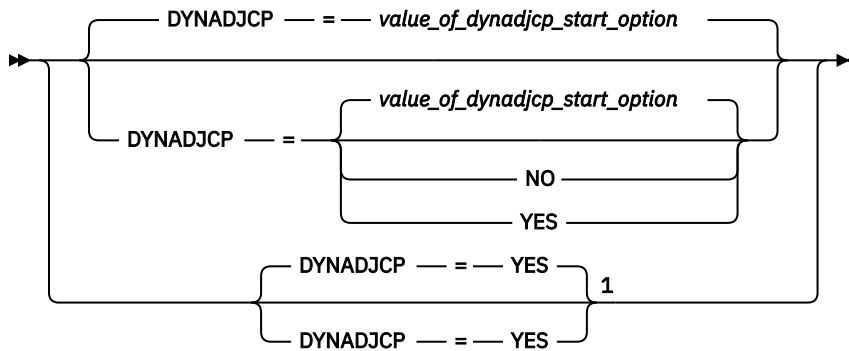 DYNADJCP = value_of_dynadjcp_start_option
value_of_dynadjcp_start_option
DYNADJCP =
NO
YES
DYNADJCP = YES
1
DYNADJCP = YES